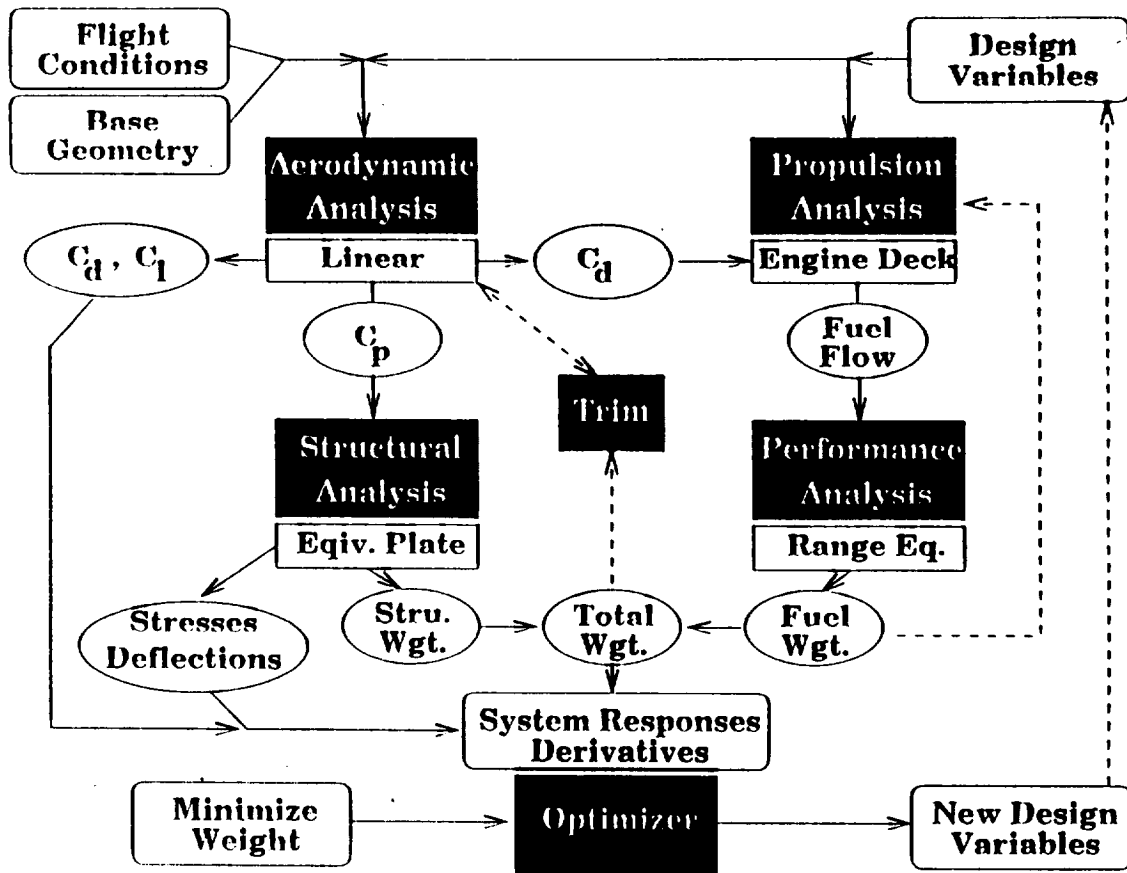 Flight
Conditions
Design
Variables
Base
Geometry
Aerodynamic
Analysis
Propulsion
Analysis
Cd , Cl
Linear
Cd
Engine Deck
Cp
Fuel
Flow
Trim
Structural
Analysis
Performance
Analysis
Eqiv. Plate
Range Eq.
Stresses
Deflections
Stru.
Wgt.
Total
Wgt.
Fuel
Wgt.
System Responses
Derivatives
Minimize
Weight
Optimizer
New Design
Variables